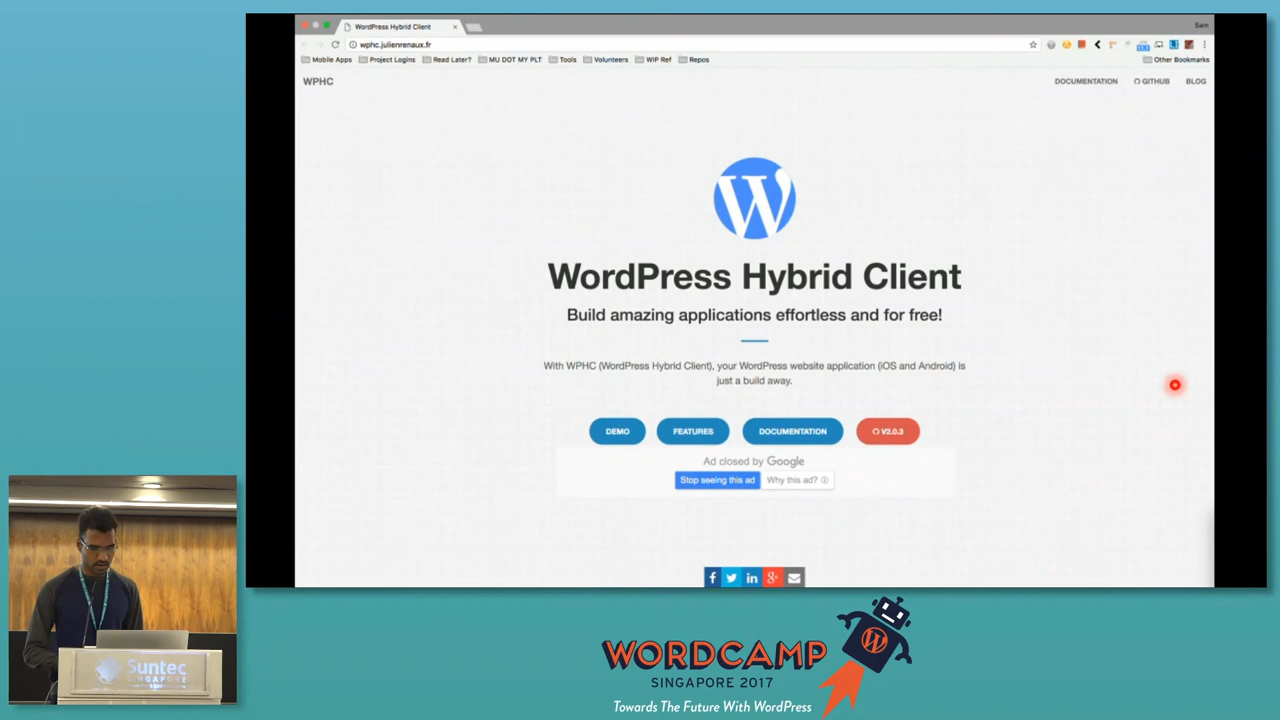 WordPress Hybrid Client
Sam
wphc.julienrenaux.fr
Mobile Apps Project Logins Read Later? MU DOT MY PLT Tools Volunteers WIP Ref Repos Other Bookmarks
WPHC DOCUMENTATION GITHUB BLOG
WordPress Hybrid Client
Build amazing applications effortless and for free!
With WPHC (WordPress Hybrid Client), your WordPress website application (iOS and Android) is
just a build away.
DEMO FEATURES DOCUMENTATION V2.0.3
Ad closed by Google
Stop seeing this ad Why this ad?
Suntec
SINGAPORE
WORDCAMP
SINGAPORE 2017
Towards The Future With WordPress